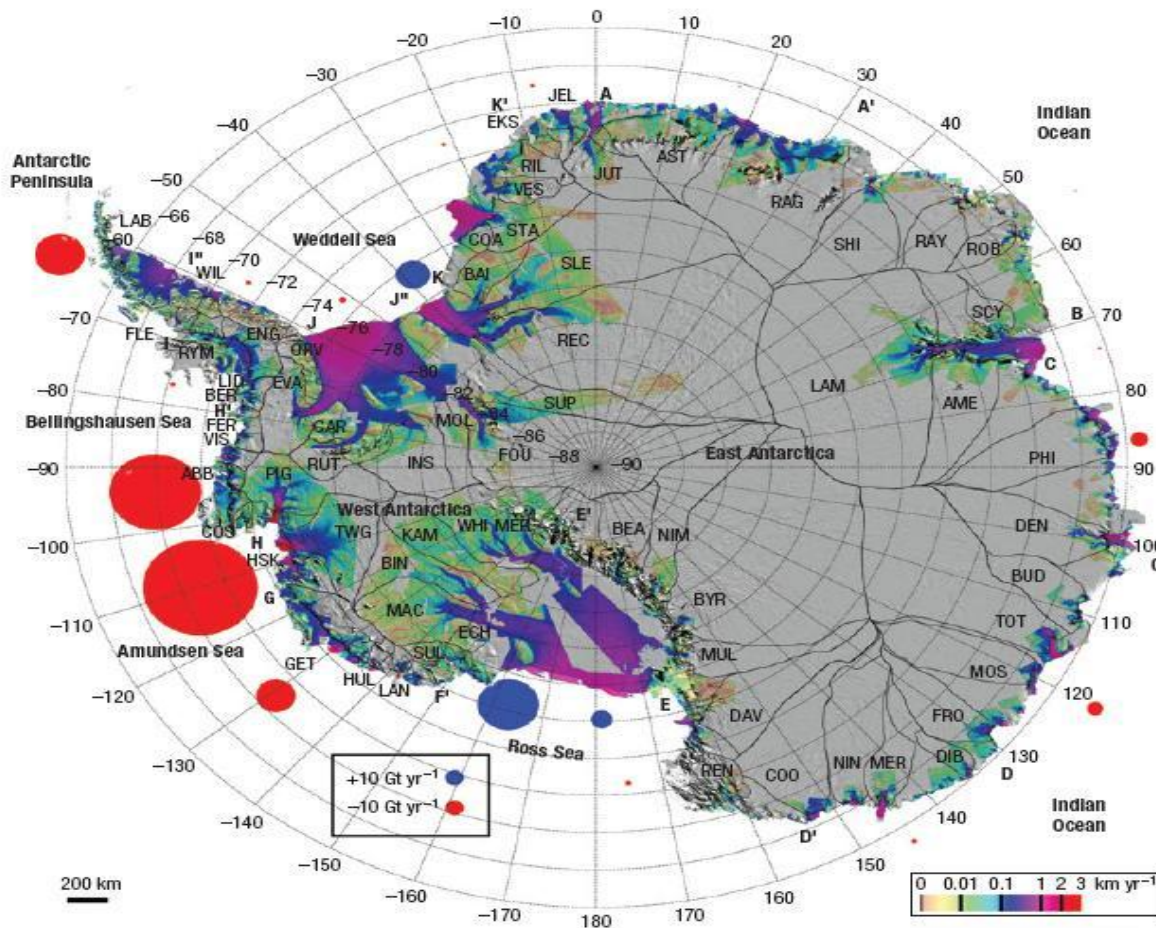 0
−10
10
−20
20
−30
30
−40
40
−50
50
60
70
80
90
100
110
120
130
140
150
160
170
180
−170
−160
−150
−140
−130
−120
−110
−100
−90
−80
−70
−60
−66
−68
−70
−72
−74
−76
−78
−80
−82
−84
−86
−88
−90
Indian
Ocean
Antarctic
Peninsula
Weddell Sea
Bellingshausen Sea
Amundsen Sea
Ross Sea
Indian
Ocean
East Antarctica
West Antarctica
K'
JEL
A
A'
EKS
RIL
VES
JUT
AST
RAG
SHI
RAY
ROB
SCY
B
C
LAB
I"
WIL
COA
STA
BAI
SLE
K
J"
J
FLE
I
RYM
ENG
ORV
EVA
LID
BER
H'
FER
VIS
ABB
PIG
COS
H
HSK
G
REC
SUP
MOL
CAR
RUT
INS
FOU
LAM
AME
PHI
DEN
BUD
TOT
MOS
FRO
DIB
D
TWG
KAM
WHI
MER
E'
BEA
NIM
BIN
MAC
ECH
SUL
BYR
MUL
GET
HUL
LAN
F'
E
DAV
REN
COO
NIN
MER
D'
+10 Gt yr⁻¹
−10 Gt yr⁻¹
200 km
0 0.01 0.1 1 2 3 km yr⁻¹